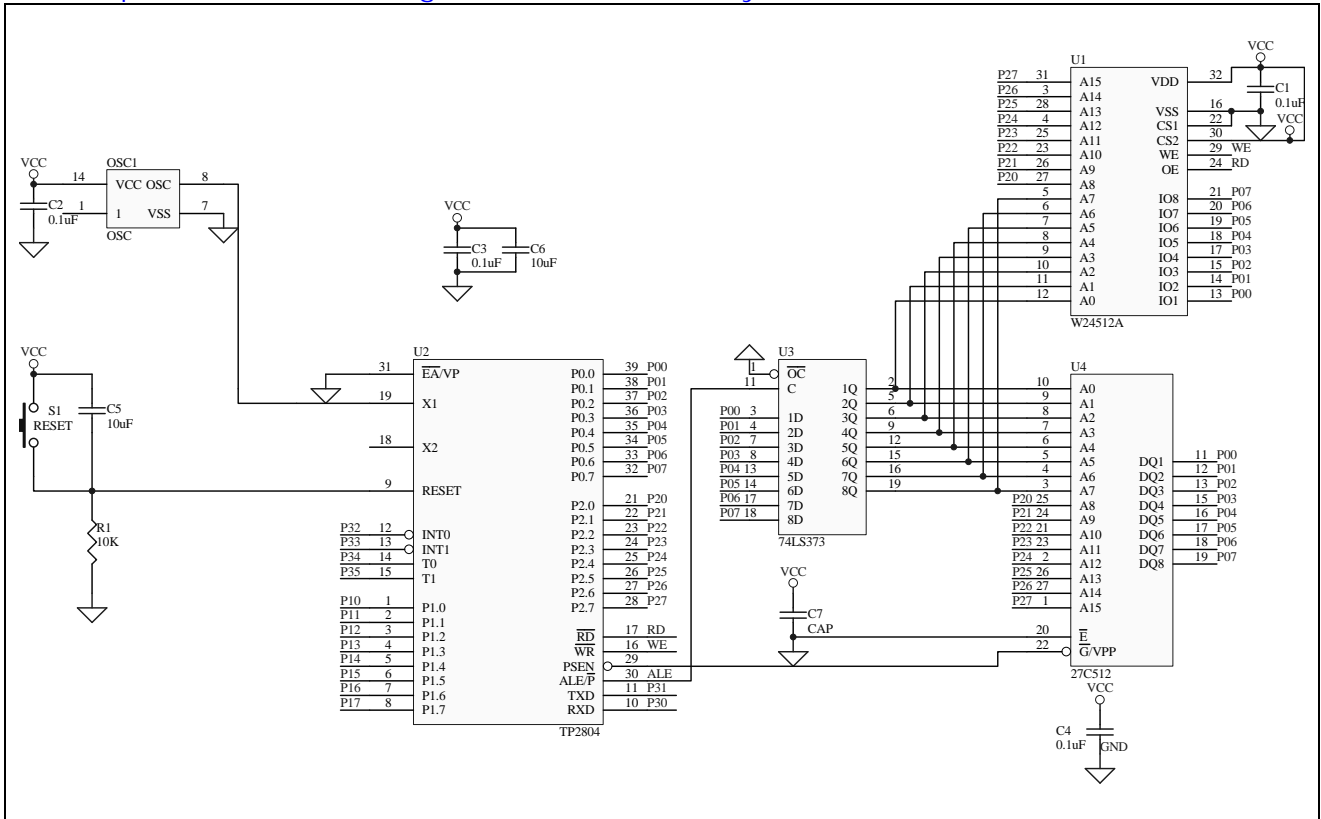 VCC
U1
P27 31 A15 VDD 32
P26 3 A14
P25 28 A13 VSS 16
P24 4 A12 CS1 22
P23 25 A11 CS2 30
P22 23 A10 WE 29 WE
P21 26 A9 OE 24 RD
P20 27 A8
5 A7 IO8 21 P07
6 A6 IO7 20 P06
7 A5 IO6 19 P05
8 A4 IO5 18 P04
9 A3 IO4 17 P03
10 A2 IO3 15 P02
11 A1 IO2 14 P01
12 A0 IO1 13 P00
W24512A
C1
0.1uF
VCC
VCC
OSC1
14 VCC OSC 8
1 1 VSS 7
OSC
C2
0.1uF
VCC
C3
0.1uF
C6
10uF
VCC
S1
RESET
C5
10uF
R1
10K
U2
31 EA/VP P0.0 39 P00
P0.1 38 P01
19 X1 P0.2 37 P02
P0.3 36 P03
P0.4 35 P04
18 X2 P0.5 34 P05
P0.6 33 P06
P0.7 32 P07
9 RESET
P2.0 21 P20
P2.1 22 P21
P32 12 INT0 P2.2 23 P22
P33 13 INT1 P2.3 24 P23
P34 14 T0 P2.4 25 P24
P35 15 T1 P2.5 26 P25
P2.6 27 P26
P10 1 P1.0 P2.7 28 P27
P11 2 P1.1
P12 3 P1.2 RD 17 RD
P13 4 P1.3 WR 16 WE
P14 5 P1.4 PSEN 29
P15 6 P1.5 ALE/P 30 ALE
P16 7 P1.6 TXD 11 P31
P17 8 P1.7 RXD 10 P30
TP2804
U3
1 OC
11 C 1Q 2
2Q 5
P00 3 1D 3Q 6
P01 4 2D 4Q 9
P02 7 3D 5Q 12
P03 8 4D 6Q 15
P04 13 5D 7Q 16
P05 14 6D 8Q 19
P06 17 7D
P07 18 8D
74LS373
VCC
C7
CAP
U4
10 A0
9 A1
8 A2
7 A3
6 A4
5 A5 DQ1 11 P00
4 A6 DQ2 12 P01
3 A7 DQ3 13 P02
P20 25 A8 DQ4 15 P03
P21 24 A9 DQ5 16 P04
P22 21 A10 DQ6 17 P05
P23 23 A11 DQ7 18 P06
P24 2 A12 DQ8 19 P07
P25 26 A13
P26 27 A14
P27 1 A15
20 E
22 G/VPP
27C512
VCC
C4
0.1uF
GND